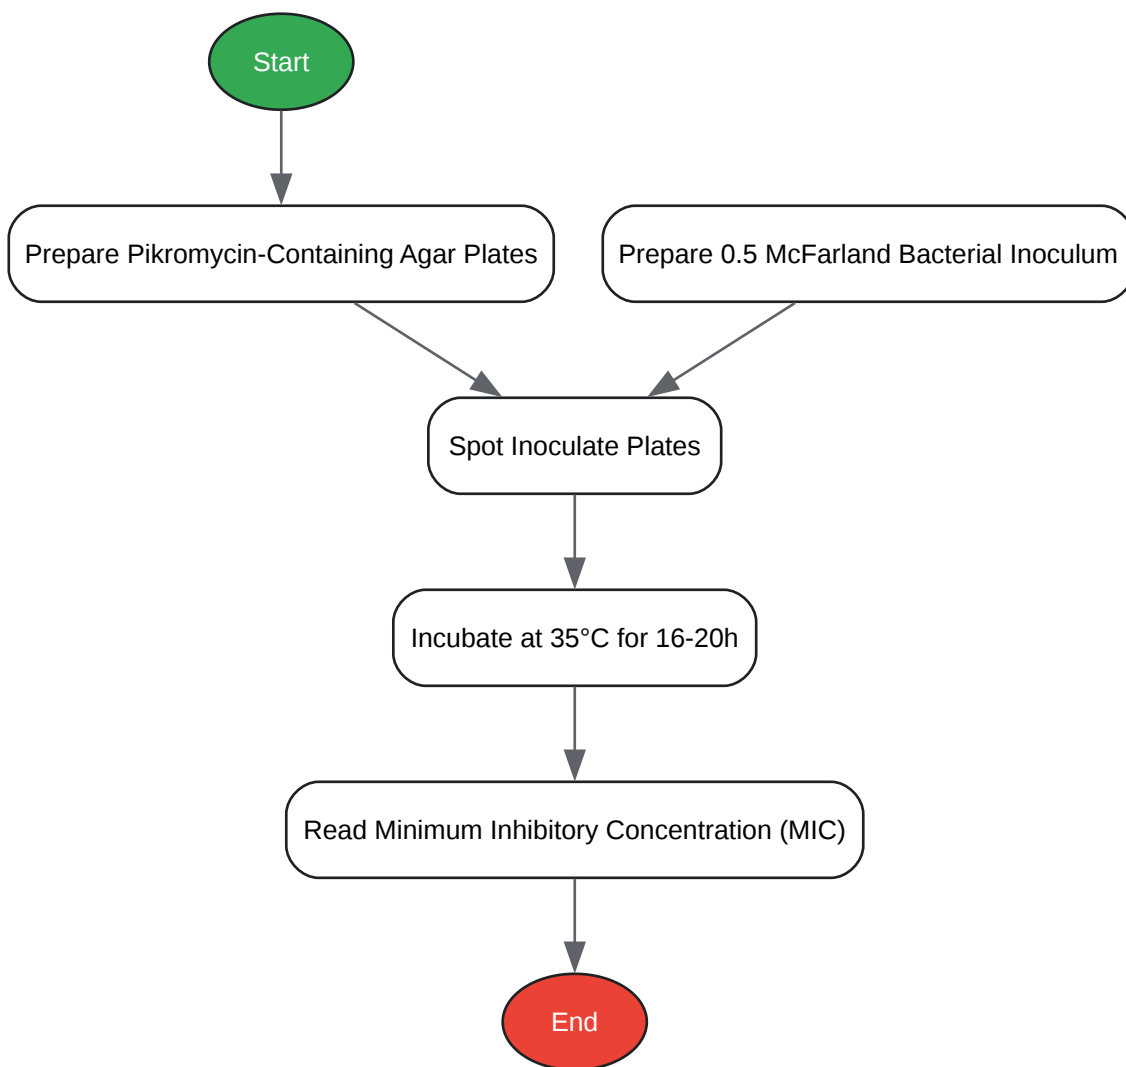 Start
Prepare Pikromycin-Containing Agar Plates
Prepare 0.5 McFarland Bacterial Inoculum
Spot Inoculate Plates
Incubate at 35°C for 16-20h
Read Minimum Inhibitory Concentration (MIC)
End